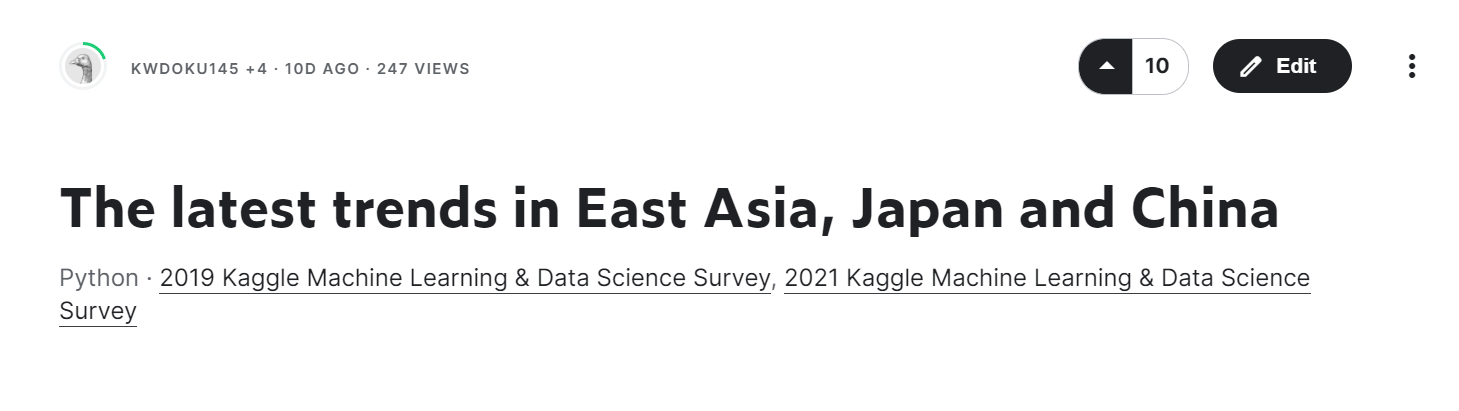 KWDOKU145 +4 · 10D AGO · 247 VIEWS
10
Edit
The latest trends in East Asia, Japan and China
Python · 2019 Kaggle Machine Learning & Data Science Survey, 2021 Kaggle Machine Learning & Data Science
Survey